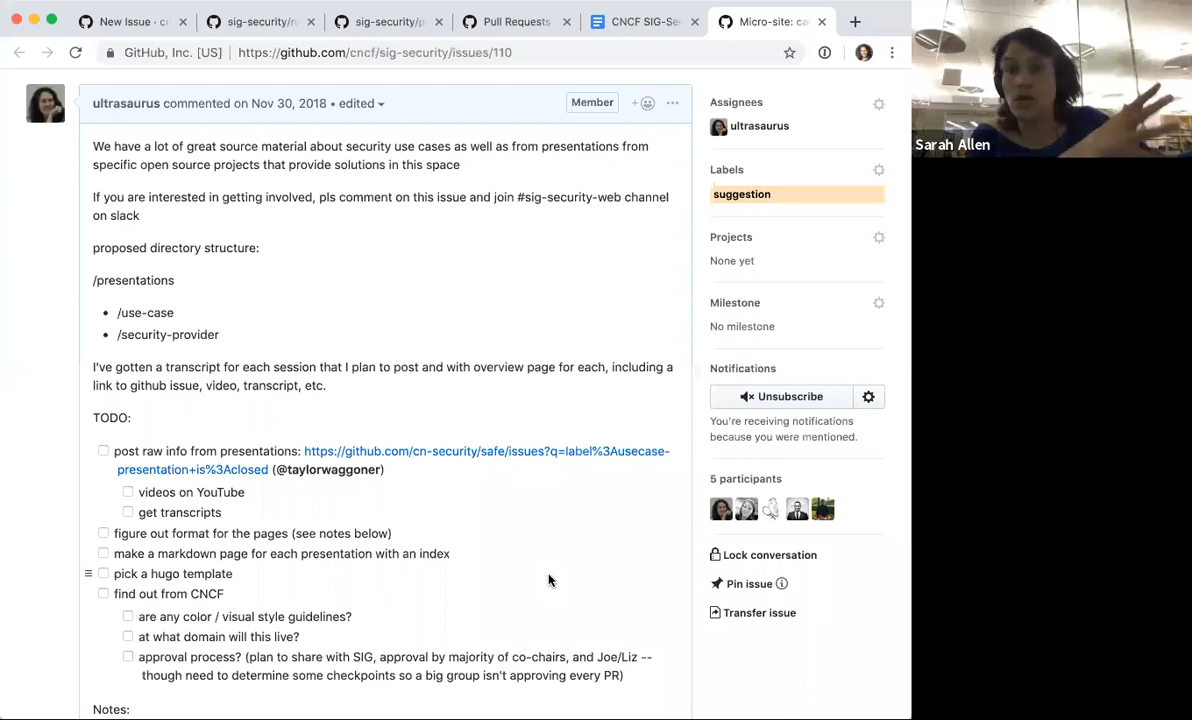 New Issue - c
sig-security/r
sig-security/p
Pull Requests
CNCF SIG-Se
Micro-site: ca
GitHub, Inc. [US]
https://github.com/cncf/sig-security/issues/110
ultrasaurus commented on Nov 30, 2018 • edited
Member
We have a lot of great source material about security use cases as well as from presentations from
specific open source projects that provide solutions in this space
If you are interested in getting involved, pls comment on this issue and join #sig-security-web channel
on slack
proposed directory structure:
/presentations
• /use-case
• /security-provider
I've gotten a transcript for each session that I plan to post and with overview page for each, including a
link to github issue, video, transcript, etc.
TODO:
post raw info from presentations: https://github.com/cn-security/safe/issues?q=label%3Ausecase-
presentation+is%3Aclosed (@taylorwaggoner)
videos on YouTube
get transcripts
figure out format for the pages (see notes below)
make a markdown page for each presentation with an index
pick a hugo template
find out from CNCF
are any color / visual style guidelines?
at what domain will this live?
approval process? (plan to share with SIG, approval by majority of co-chairs, and Joe/Liz --
though need to determine some checkpoints so a big group isn't approving every PR)
Notes:
Assignees
ultrasaurus
Labels
suggestion
Projects
None yet
Milestone
No milestone
Notifications
Unsubscribe
You're receiving notifications
because you were mentioned.
5 participants
Lock conversation
Pin issue
Transfer issue
Sarah Allen